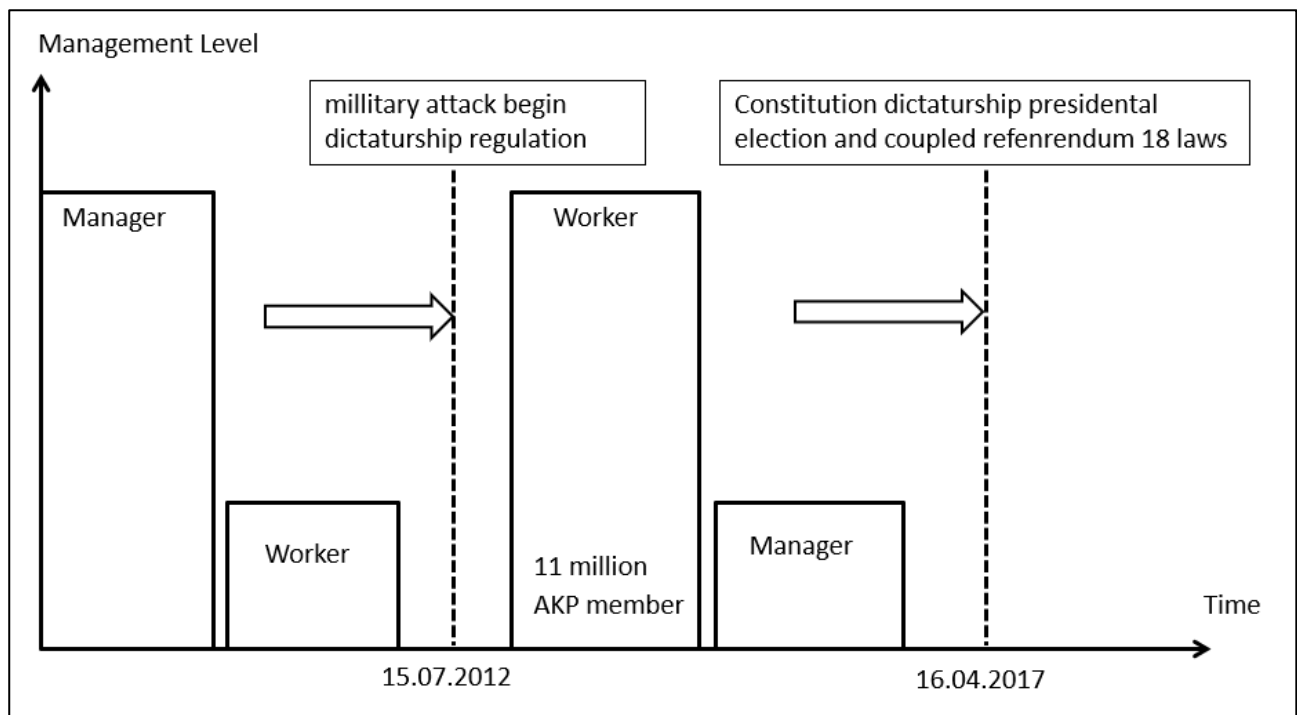 Management Level
millitary attack begin
dictaturship regulation
Constitution dictaturship presidental
election and coupled refenrendum 18 laws
Manager
Worker
Worker
11 million
AKP member
Manager
Time
15.07.2012
16.04.2017